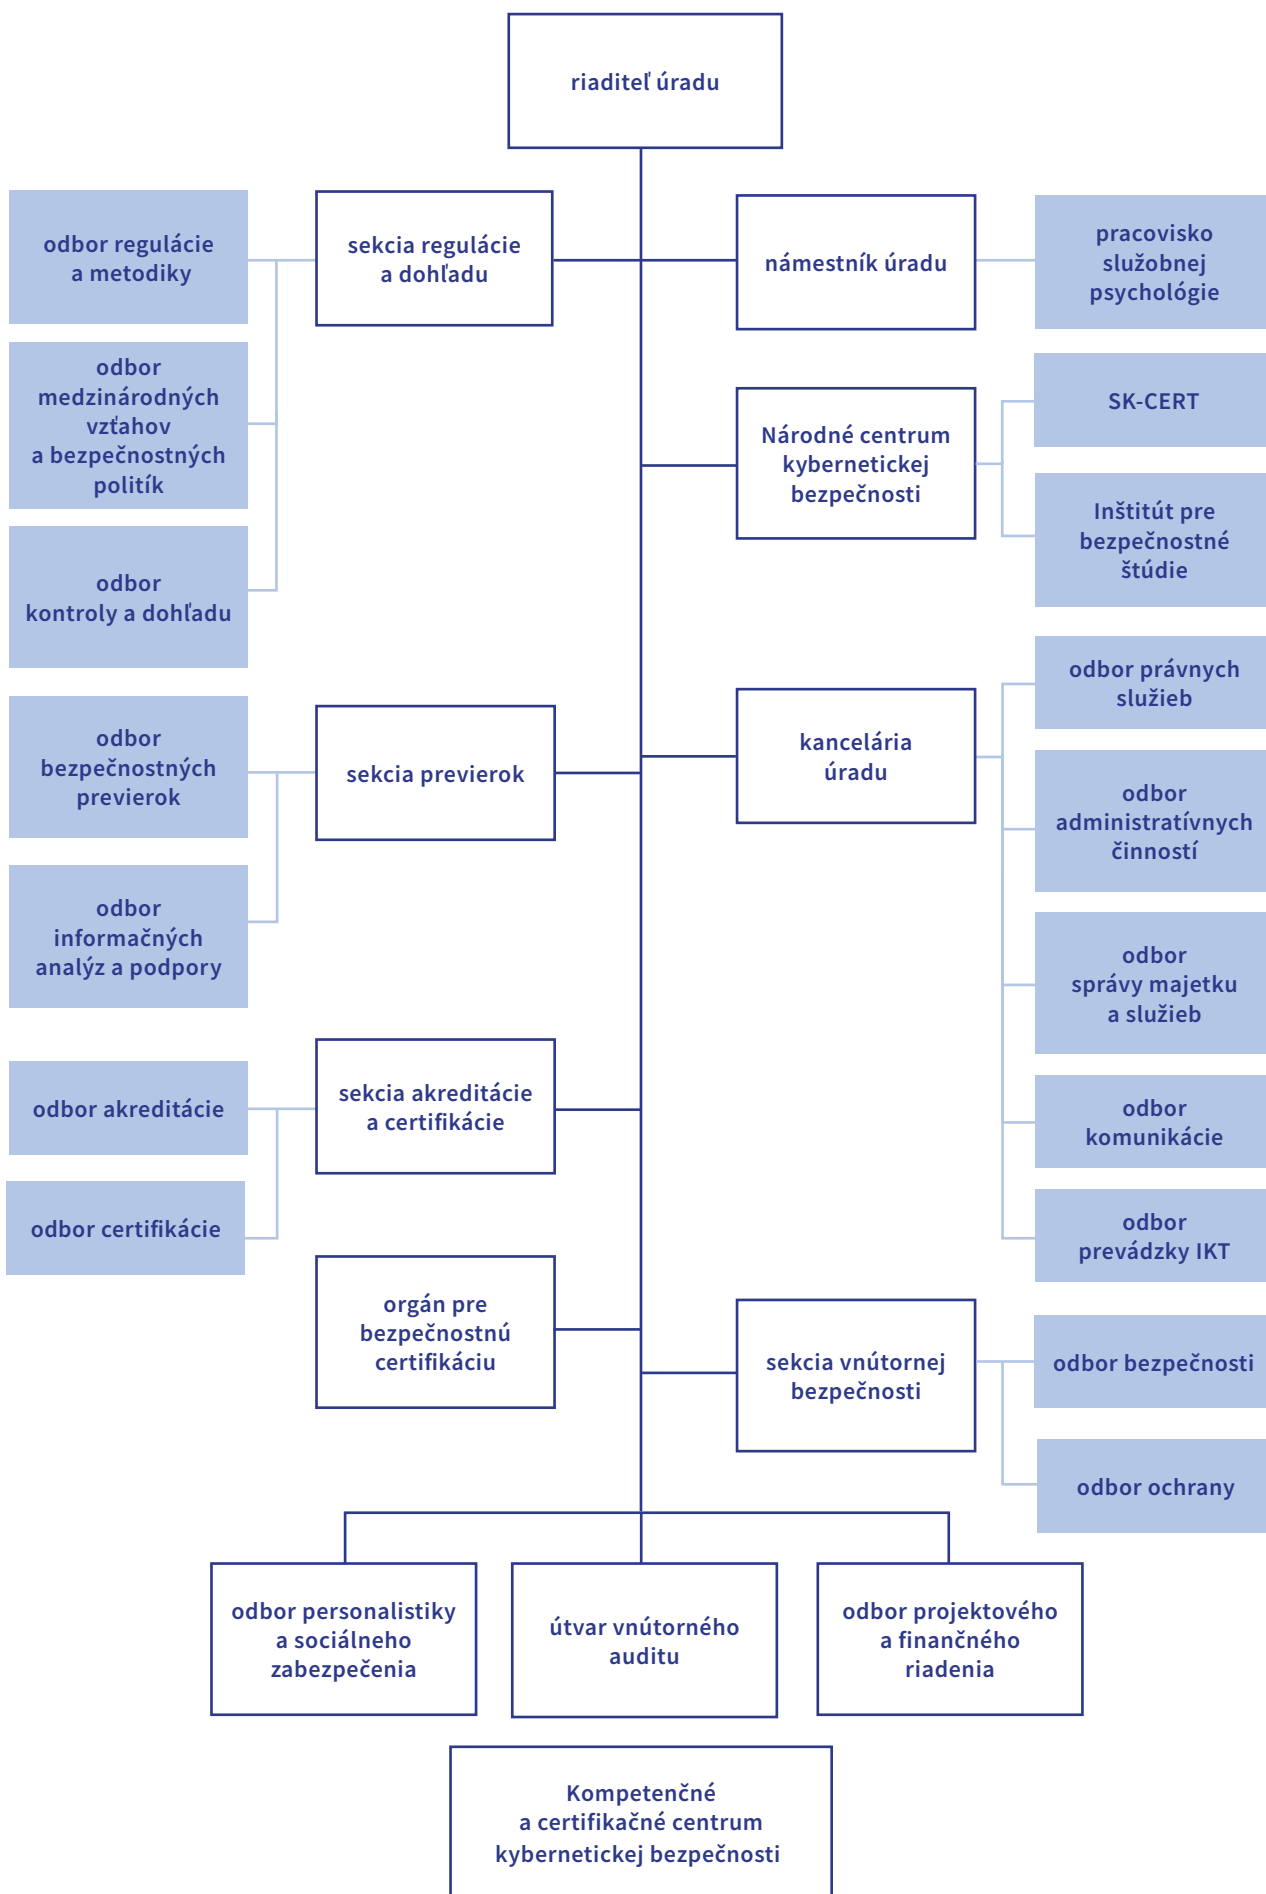 riaditeľ úradu
odbor regulácie
a metodiky
sekcia regulácie
a dohľadu
námestník úradu
pracovisko
služobnej
psychológie
odbor
medzinárodných
vzťahov
a bezpečnostných
politík
Národné centrum
kybernetickej
bezpečnosti
SK-CERT
Inštitút pre
bezpečnostné
štúdie
odbor
kontroly a dohľadu
odbor
bezpečnostných
previerok
sekcia previerok
kancelária
úradu
odbor právnych
služieb
odbor
administratívnych
činností
odbor
informačných
analýz a podpory
odbor
správy majetku
a služieb
odbor akreditácie
sekcia akreditácie
a certifikácie
odbor
komunikácie
odbor certifikácie
odbor
prevádzky IKT
orgán pre
bezpečnostnú
certifikáciu
sekcia vnútornej
bezpečnosti
odbor bezpečnosti
odbor ochrany
odbor personalistiky
a sociálneho
zabezpečenia
útvar vnútorného
auditu
odbor projektového
a finančného
riadenia
Kompetenčné
a certifikačné centrum
kybernetickej bezpečnosti